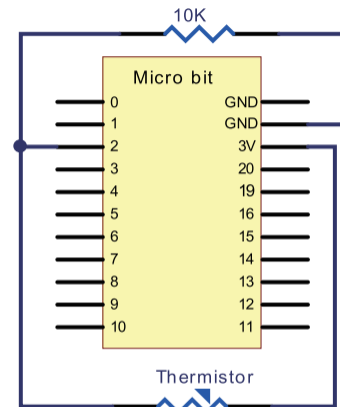 10K
Micro bit
0 GND
1 GND
2 3V
3 20
4 19
5 16
6 15
7 14
8 13
9 12
10 11
Thermistor